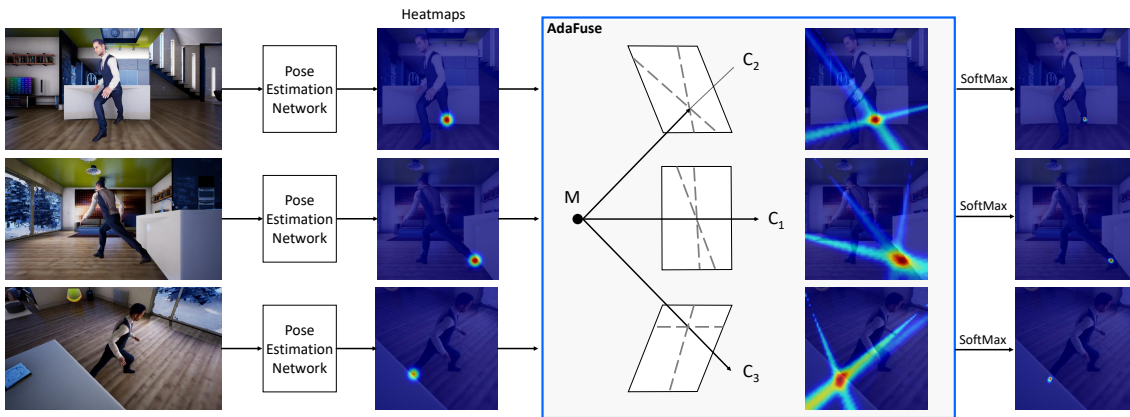 Heatmaps
AdaFuse
Pose
Estimation
Network
C2
SoftMax
Pose
Estimation
Network
M
C1
SoftMax
Pose
Estimation
Network
C3
SoftMax